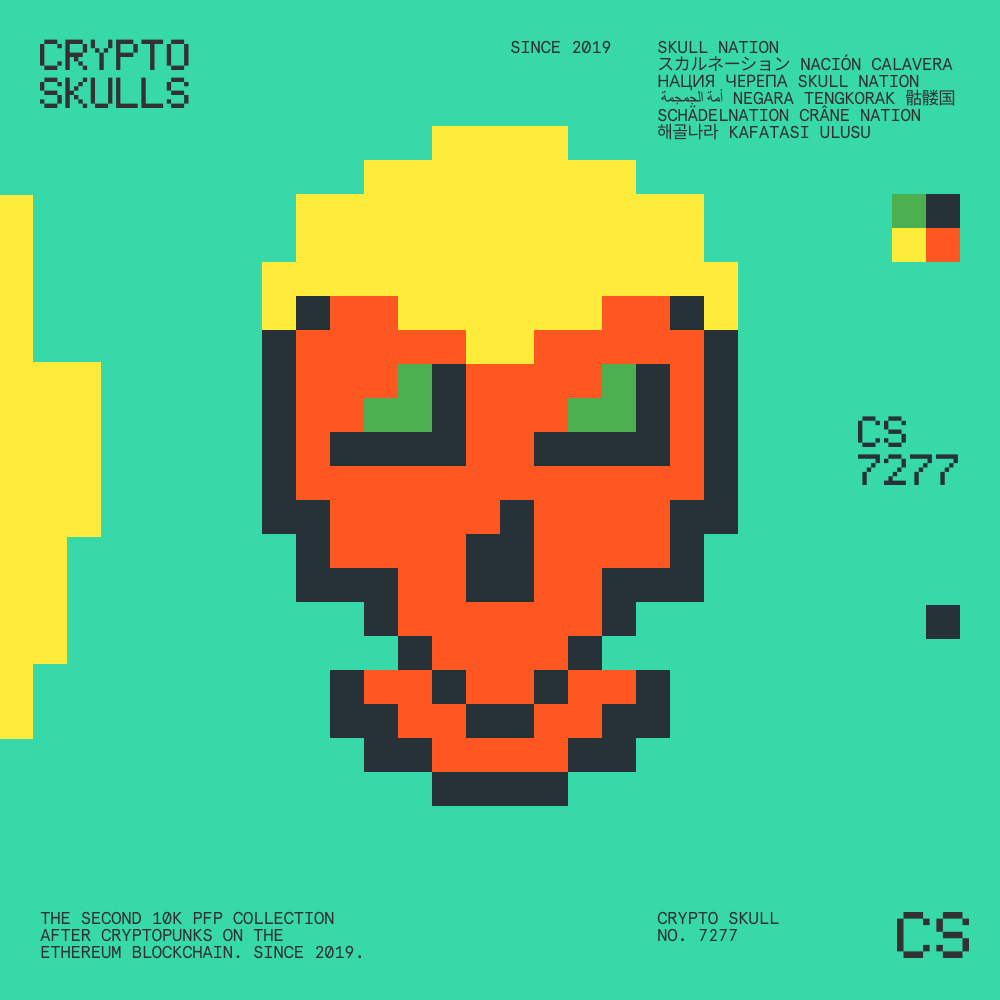 CRYPTO
SKULLS
SINCE 2019
SKULL NATION
スカルネーション NACIÓN CALAVERA
НАЦИЯ ЧЕРЕПА SKULL NATION
أمة الجمجمة NEGARA TENGKORAK 骷髅国
SCHÄDELNATION CRÂNE NATION
해골나라 KAFATASI ULUSU
CS
7277
THE SECOND 10K PFP COLLECTION
AFTER CRYPTOPUNKS ON THE
ETHEREUM BLOCKCHAIN. SINCE 2019.
CRYPTO SKULL
NO. 7277
CS